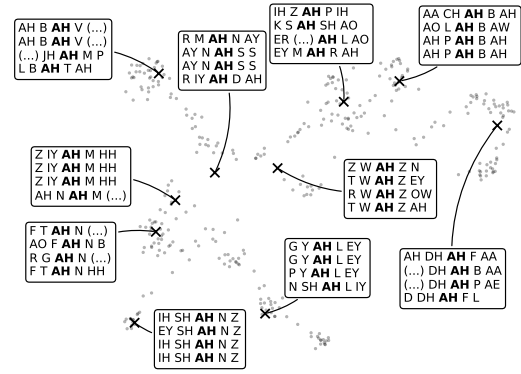 AH B AH V (...)
AH B AH V (...)
(...) JH AH M P
L B AH T AH
R M AH N AY
AY N AH S S
AY N AH S S
R IY AH D AH
IH Z AH P IH
K S AH SH AO
ER (...) AH L AO
EY M AH R AH
AA CH AH B AH
AO L AH B AW
AH P AH B AH
AH P AH B AH
Z IY AH M HH
Z IY AH M HH
Z IY AH M HH
AH N AH M (...)
Z W AH Z N
T W AH Z EY
R W AH Z OW
T W AH Z AH
F T AH N (...)
AO F AH N B
R G AH N (...)
F T AH N HH
G Y AH L EY
G Y AH L EY
P Y AH L EY
N SH AH L IY
AH DH AH F AA
(...) DH AH B AA
(...) DH AH P AE
D DH AH F L
IH SH AH N Z
EY SH AH N Z
IH SH AH N Z
IH SH AH N Z